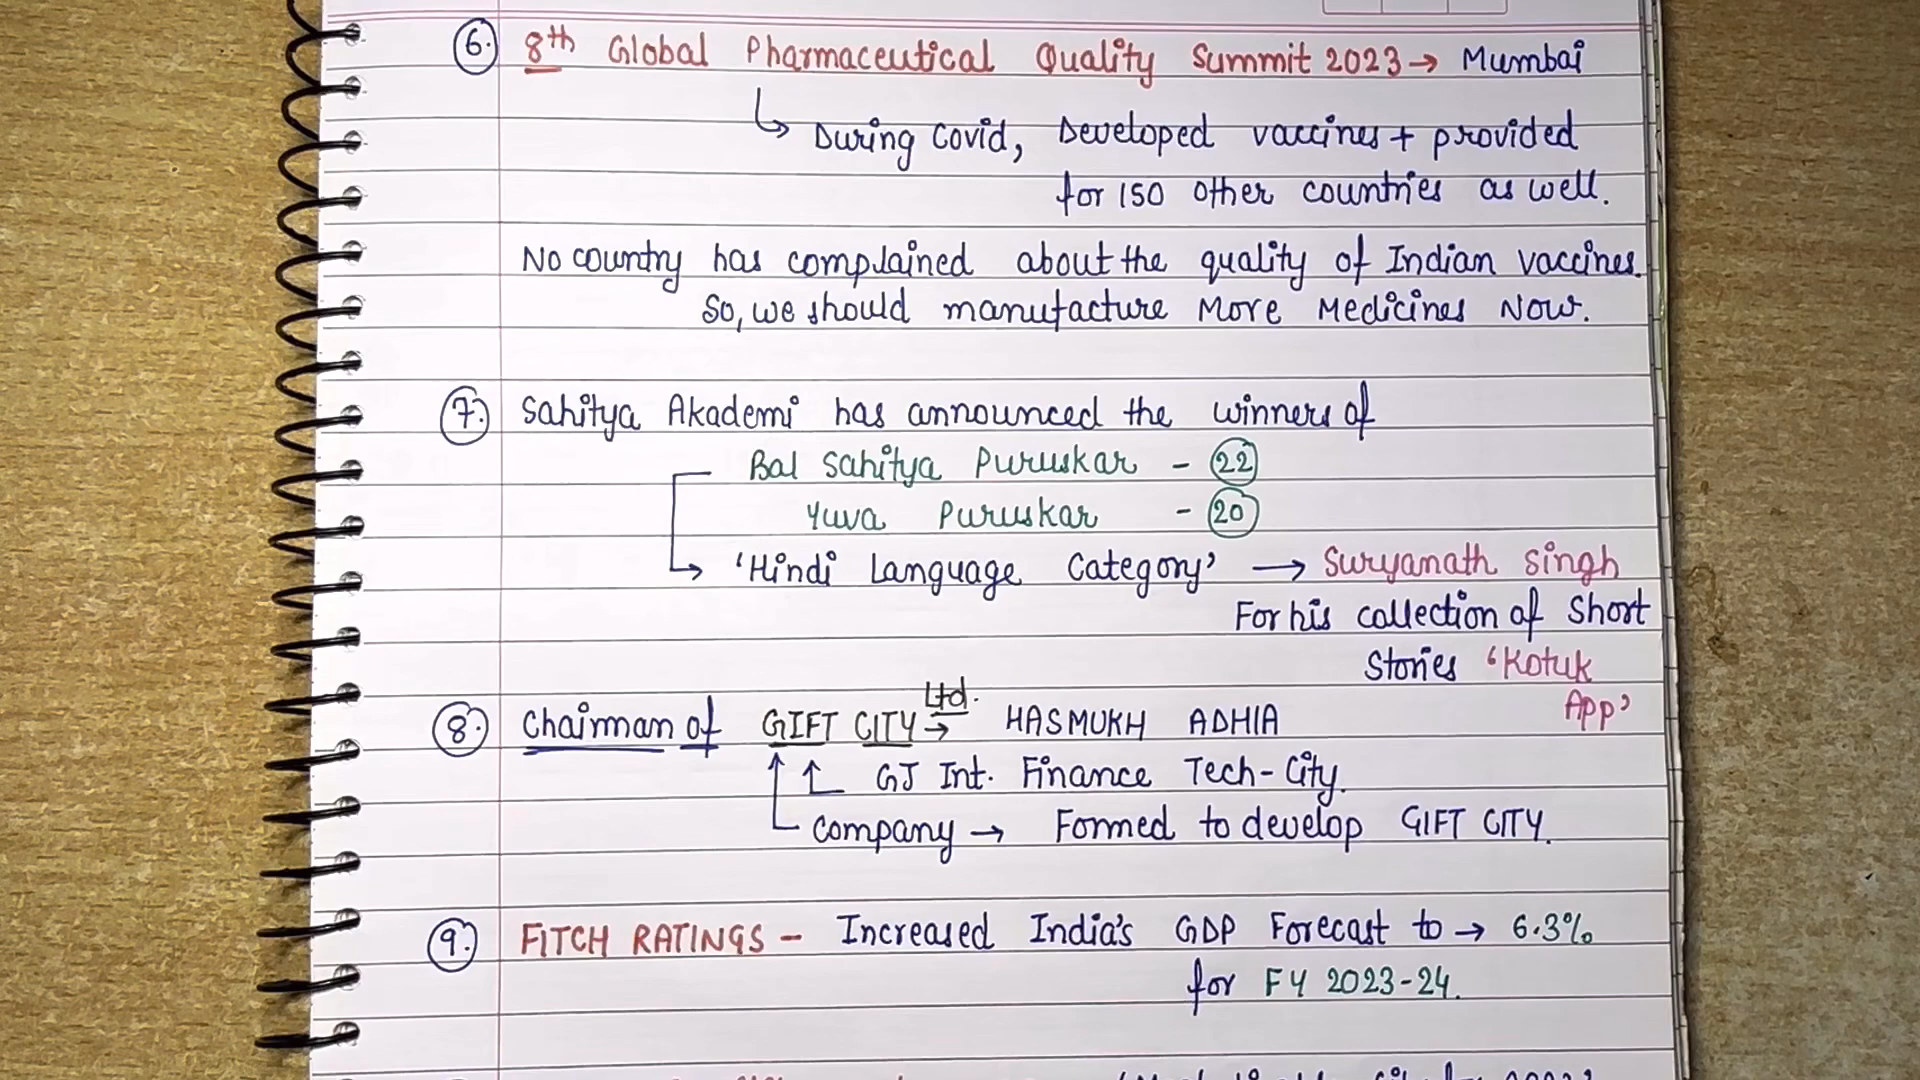 6. 8th Global Pharmaceutical Quality Summit 2023 → Mumbai
↳ During Covid, Developed vaccines + provided
for 150 other countries as well.
No country has complained about the quality of Indian vaccines.
So, we should manufacture More Medicines Now.
7. Sahitya Akademi has announced the winners of
Bal Sahitya Puruskar - 22
Yuva Puruskar - 20
→ 'Hindi Language Category' → Suryanath Singh
For his collection of Short
Stories 'Kotuk
App'
8. Chairman of GIFT CITY Ltd. → HASMUKH ADHIA
↑ GJ Int. Finance Tech-City.
↑ Company → Formed to develop GIFT CITY.
9. FITCH RATINGS - Increased India's GDP Forecast to → 6.3%
for FY 2023-24.